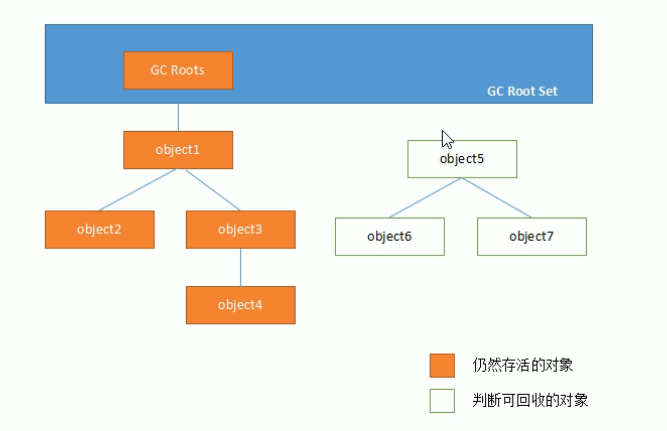 GC Roots
GC Root Set
object1
object5
object2
object3
object6
object7
object4
仍然存活的对象
判断可回收的对象